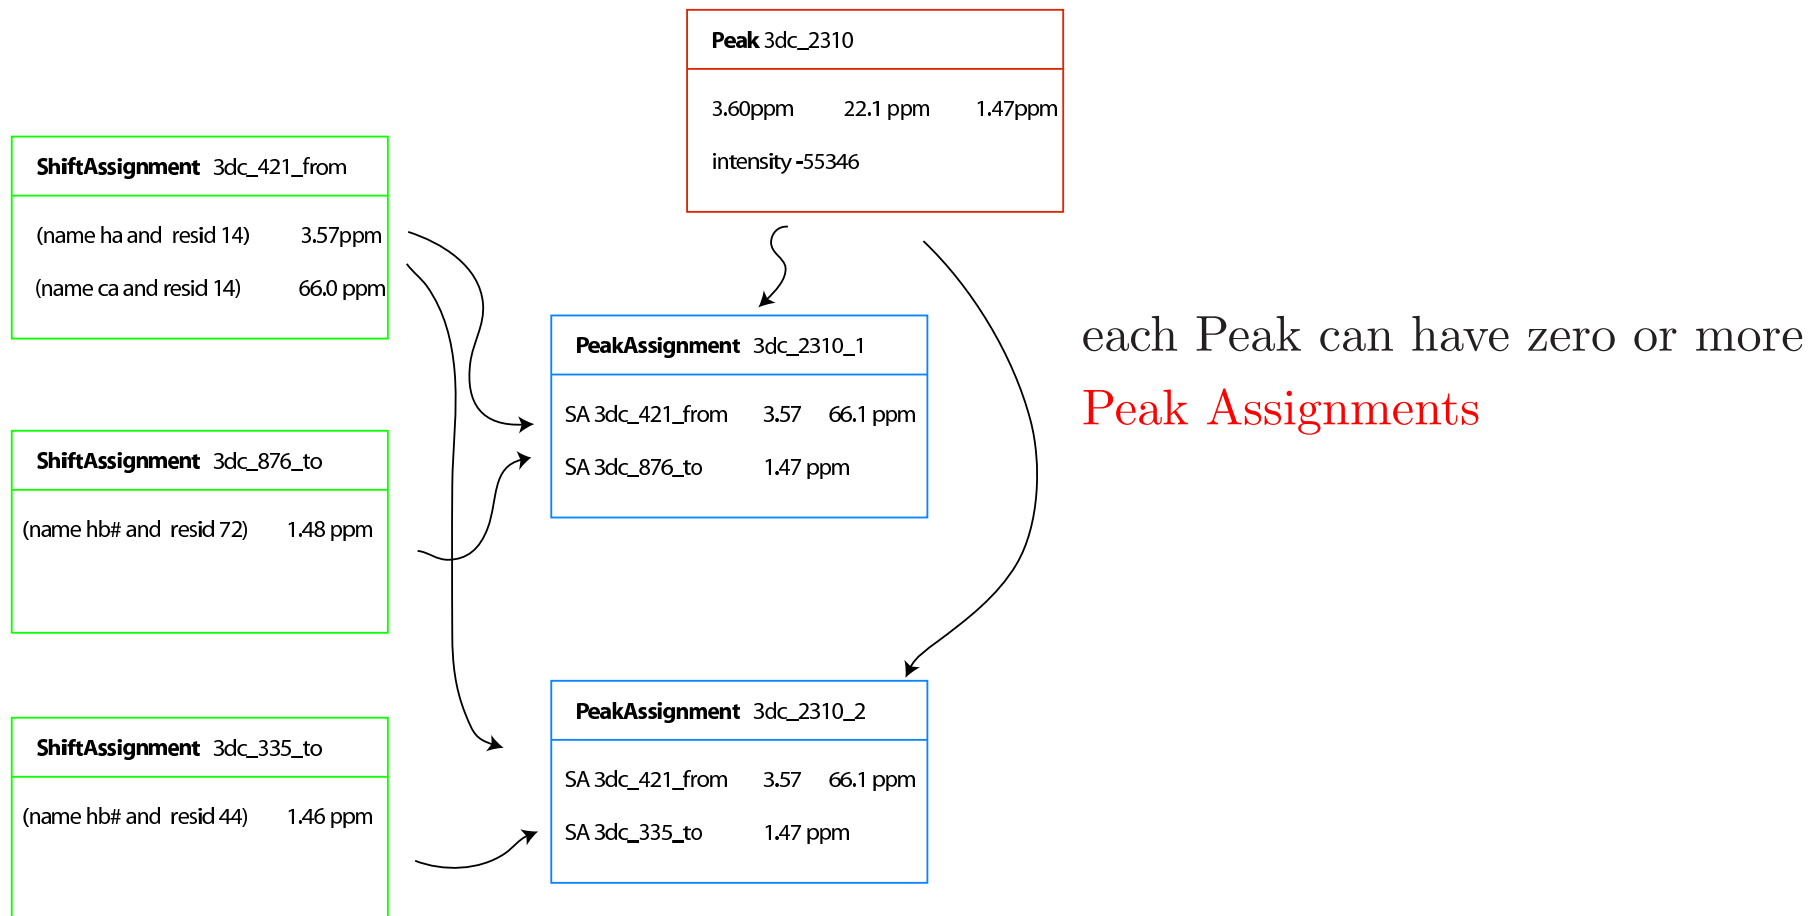 Peak 3dc_2310
3.60ppm 22.1 ppm 1.47ppm
intensity -55346
ShiftAssignment 3dc_421_from
(name ha and resid 14) 3.57ppm
(name ca and resid 14) 66.0 ppm
ShiftAssignment 3dc_876_to
(name hb# and resid 72) 1.48 ppm
ShiftAssignment 3dc_335_to
(name hb# and resid 44) 1.46 ppm
PeakAssignment 3dc_2310_1
SA 3dc_421_from 3.57 66.1 ppm
SA 3dc_876_to 1.47 ppm
PeakAssignment 3dc_2310_2
SA 3dc_421_from 3.57 66.1 ppm
SA 3dc_335_to 1.47 ppm
each Peak can have zero or more
Peak Assignments